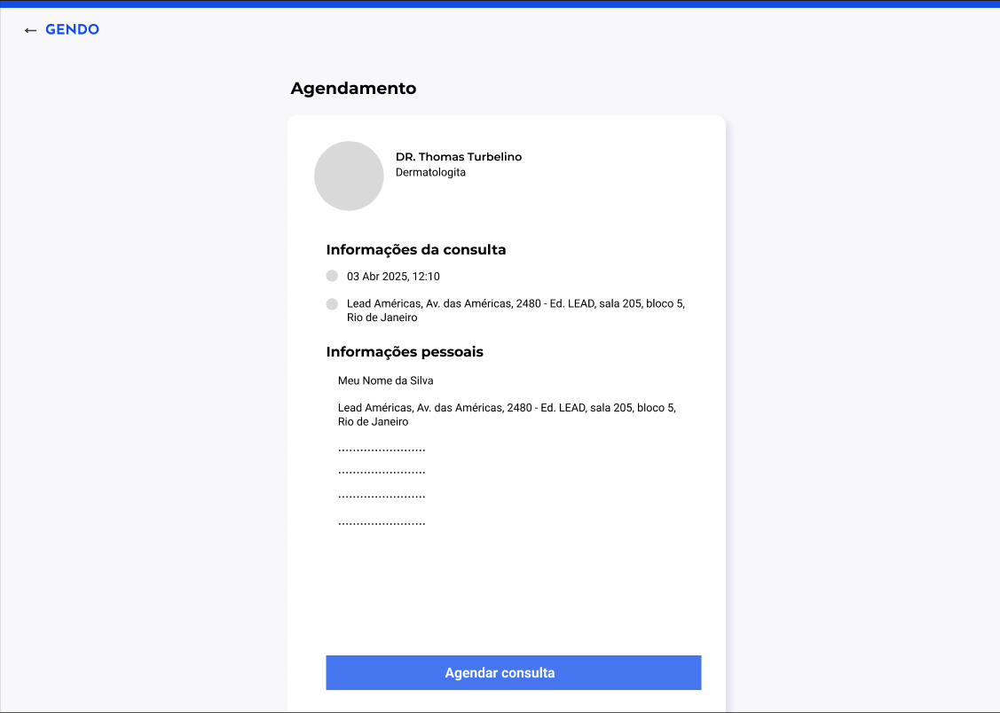 ← GENDO
Agendamento
DR. Thomas Turbelino
Dermatologita
Informações da consulta
03 Abr 2025, 12:10
Lead Américas, Av. das Américas, 2480 - Ed. LEAD, sala 205, bloco 5,
Rio de Janeiro
Informações pessoais
Meu Nome da Silva
Lead Américas, Av. das Américas, 2480 - Ed. LEAD, sala 205, bloco 5,
Rio de Janeiro
........................
........................
........................
........................
Agendar consulta